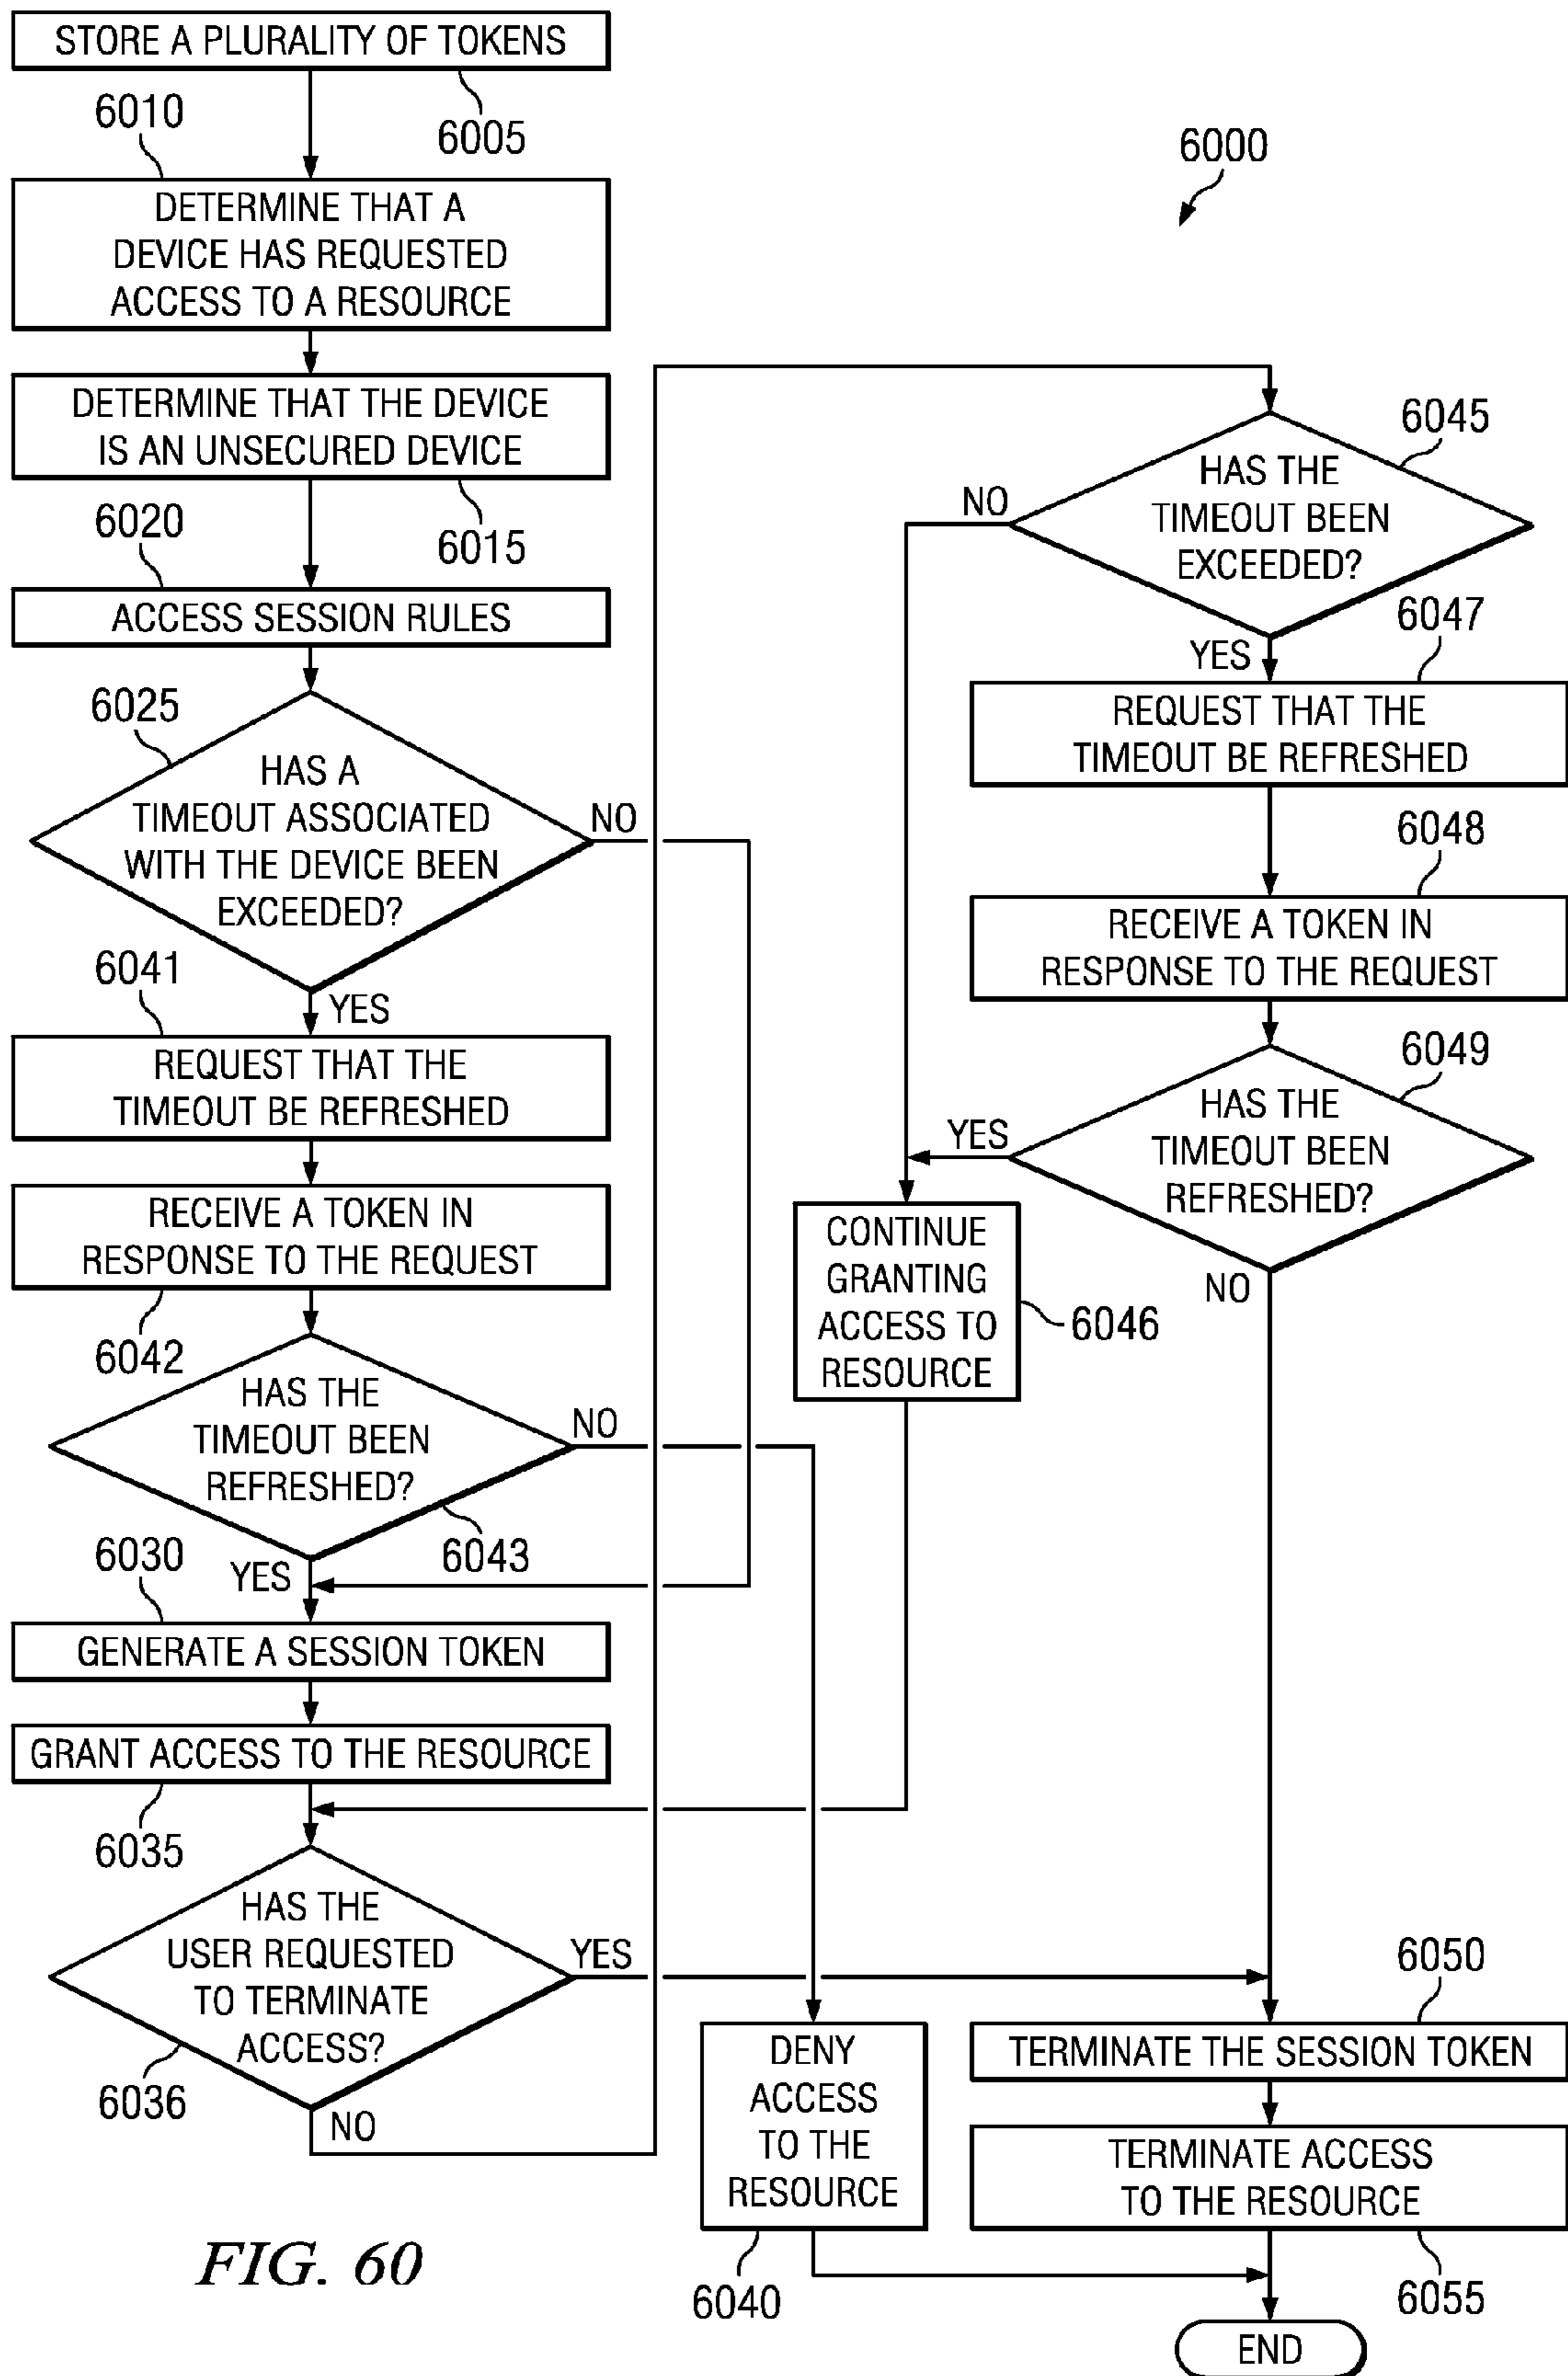 STORE A PLURALITY OF TOKENS
6005
6010
DETERMINE THAT A
DEVICE HAS REQUESTED
ACCESS TO A RESOURCE
DETERMINE THAT THE DEVICE
IS AN UNSECURED DEVICE
6015
6020
ACCESS SESSION RULES
6025
HAS A
TIMEOUT ASSOCIATED
WITH THE DEVICE BEEN
EXCEEDED?
NO
YES
6041
REQUEST THAT THE
TIMEOUT BE REFRESHED
RECEIVE A TOKEN IN
RESPONSE TO THE REQUEST
6042
HAS THE
TIMEOUT BEEN
REFRESHED?
NO
6043
YES
6030
GENERATE A SESSION TOKEN
GRANT ACCESS TO THE RESOURCE
6035
HAS THE
USER REQUESTED
TO TERMINATE
ACCESS?
YES
6036
NO
6000
6045
HAS THE
TIMEOUT BEEN
EXCEEDED?
NO
YES
6047
REQUEST THAT THE
TIMEOUT BE REFRESHED
6048
RECEIVE A TOKEN IN
RESPONSE TO THE REQUEST
6049
HAS THE
TIMEOUT BEEN
REFRESHED?
YES
NO
CONTINUE
GRANTING
ACCESS TO
RESOURCE
6046
DENY
ACCESS
TO THE
RESOURCE
6040
6050
TERMINATE THE SESSION TOKEN
TERMINATE ACCESS
TO THE RESOURCE
6055
END
FIG. 60